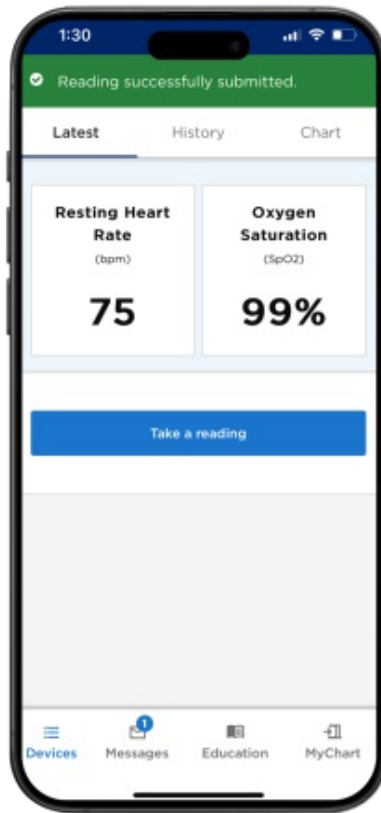 1:30
Reading successfully submitted.
Latest History Chart
Resting Heart
Rate
(bpm)
75
Oxygen
Saturation
(SpO2)
99%
Take a reading
1
Devices Messages Education MyChart